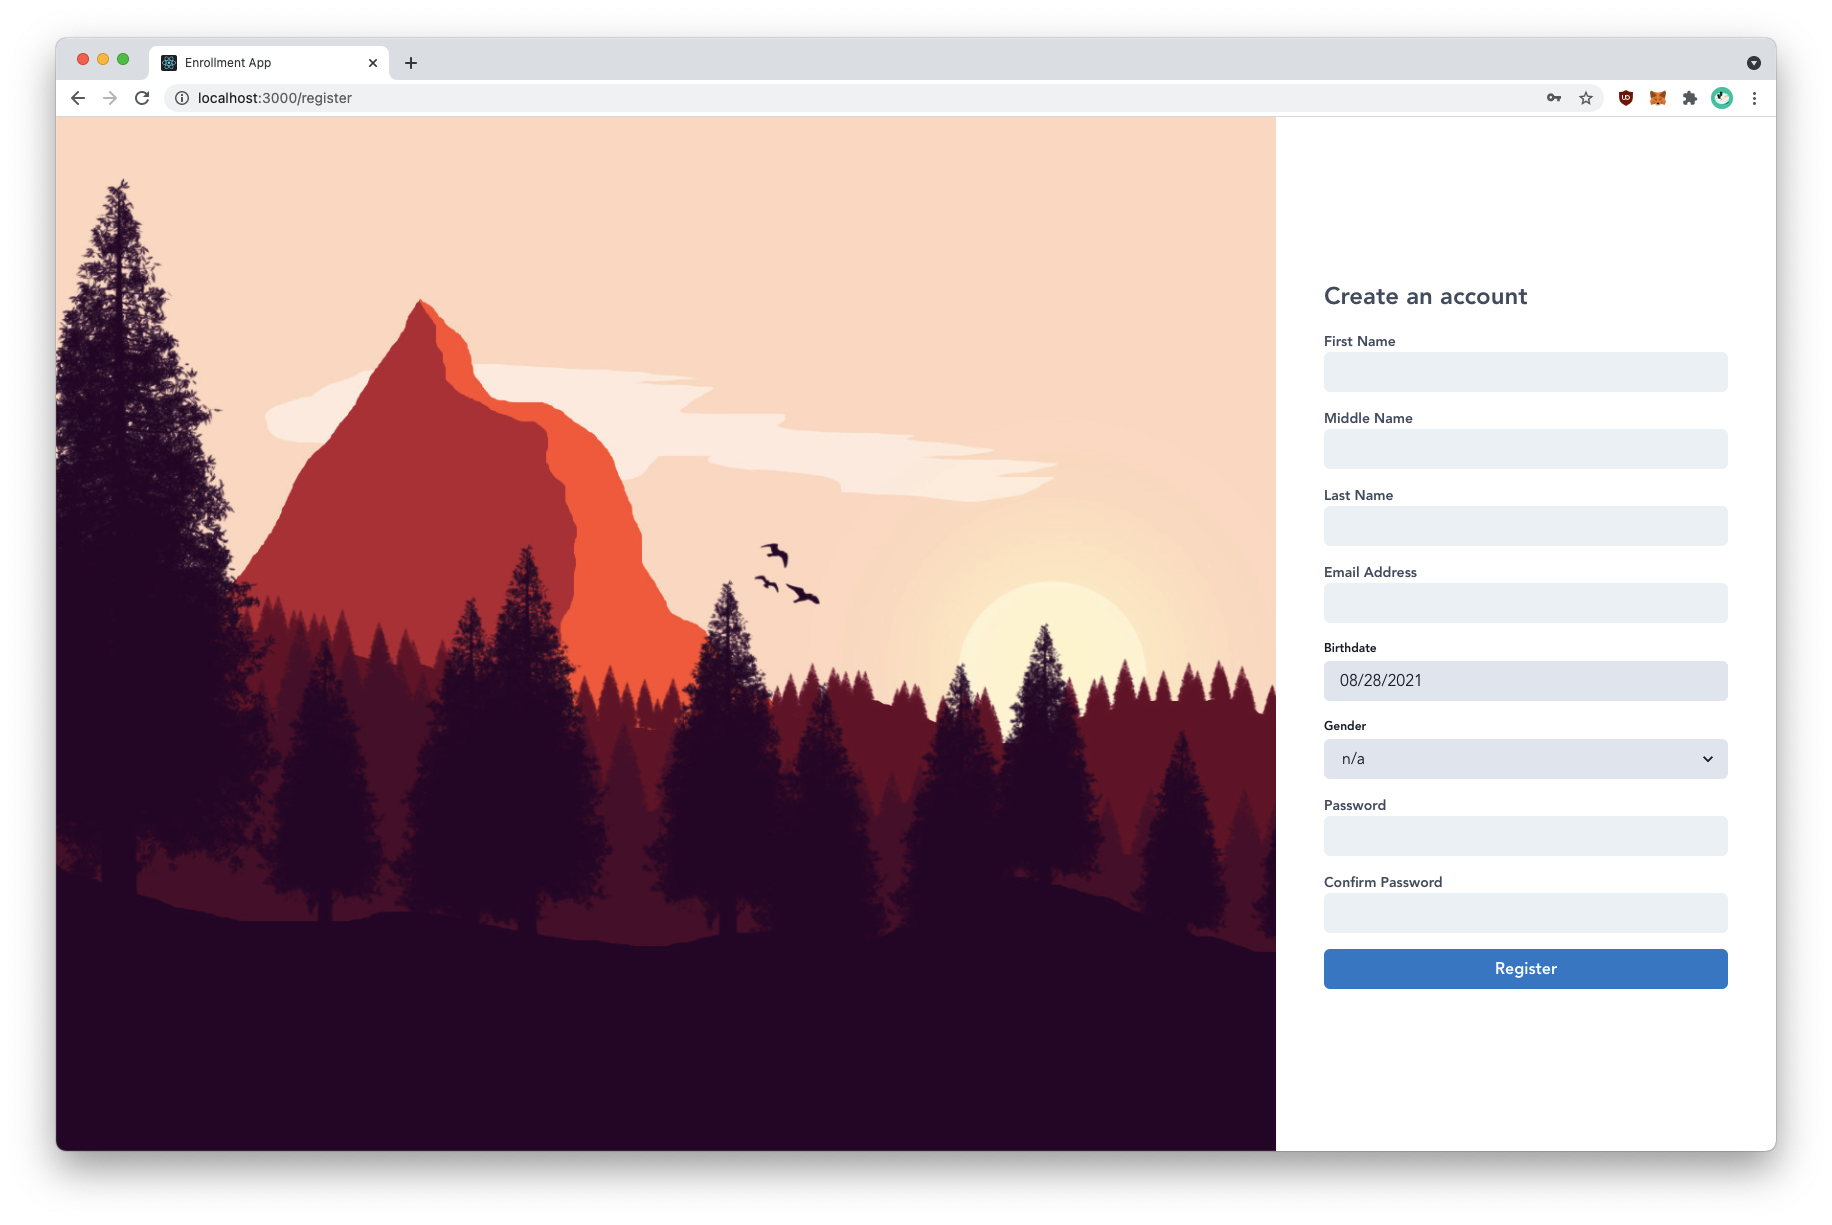 Enrollment App
localhost:3000/register
Create an account
First Name
Middle Name
Last Name
Email Address
Birthdate
08/28/2021
Gender
n/a
Password
Confirm Password
Register